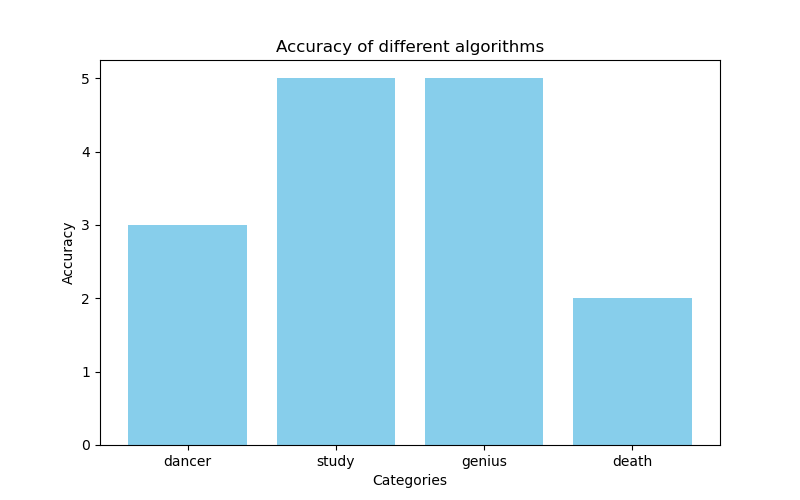 Accuracy of different algorithms
Accuracy
5
4
3
2
1
0
dancer study genius death
Categories